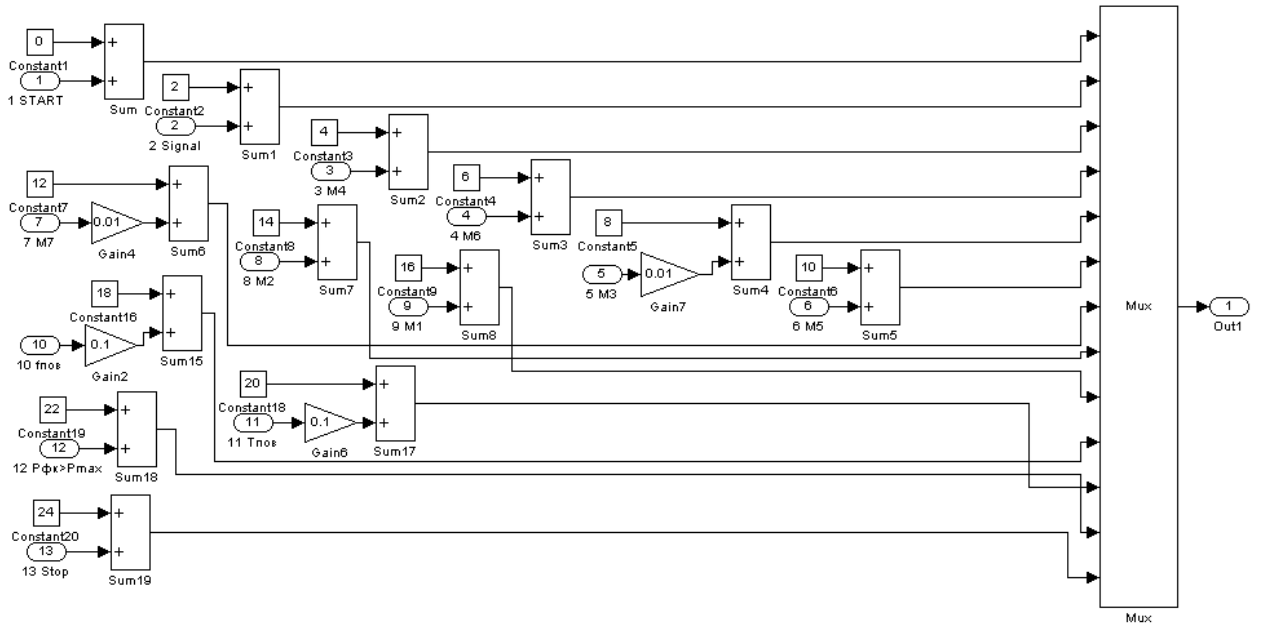 0
+
Constant1
1
+
1 START
Sum
2
+
Constant2
2
+
2 Signal
Sum1
4
+
Constant3
3
+
3 M4
Sum2
6
+
Constant4
4
+
4 M6
Sum3
8
+
Constant5
5
0.01
+
5 M3
Gain7
Sum4
10
+
Constant6
6
+
6 M5
Sum5
12
+
Constant7
7
0.01
+
7 M7
Gain4
Sum6
14
+
Constant8
8
+
8 M2
Sum7
16
+
Constant9
9
+
9 M1
Sum8
18
+
Constant16
10
0.1
+
10 fпов
Gain2
Sum15
20
+
Constant18
11
0.1
+
11 Tпов
Gain6
Sum17
22
+
Constant19
12
+
12 Рфк>Pmax
Sum18
24
+
Constant20
13
+
13 Stop
Sum19
Mux
Mux
1
Out1